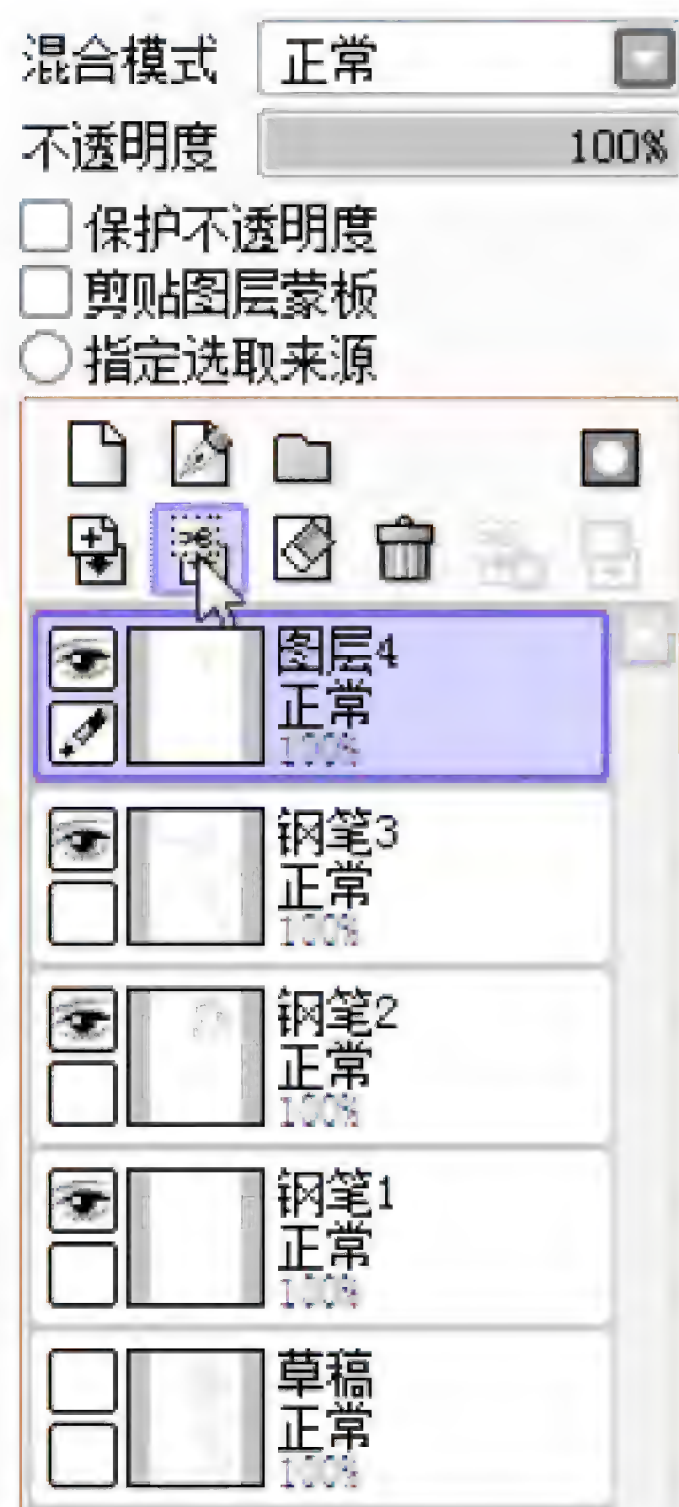 混合模式 正常
不透明度 100%
保护不透明度
剪贴图层蒙板
指定选取来源
图层4
正常
100%
钢笔3
正常
100%
钢笔2
正常
100%
钢笔1
正常
100%
草稿
正常
100%